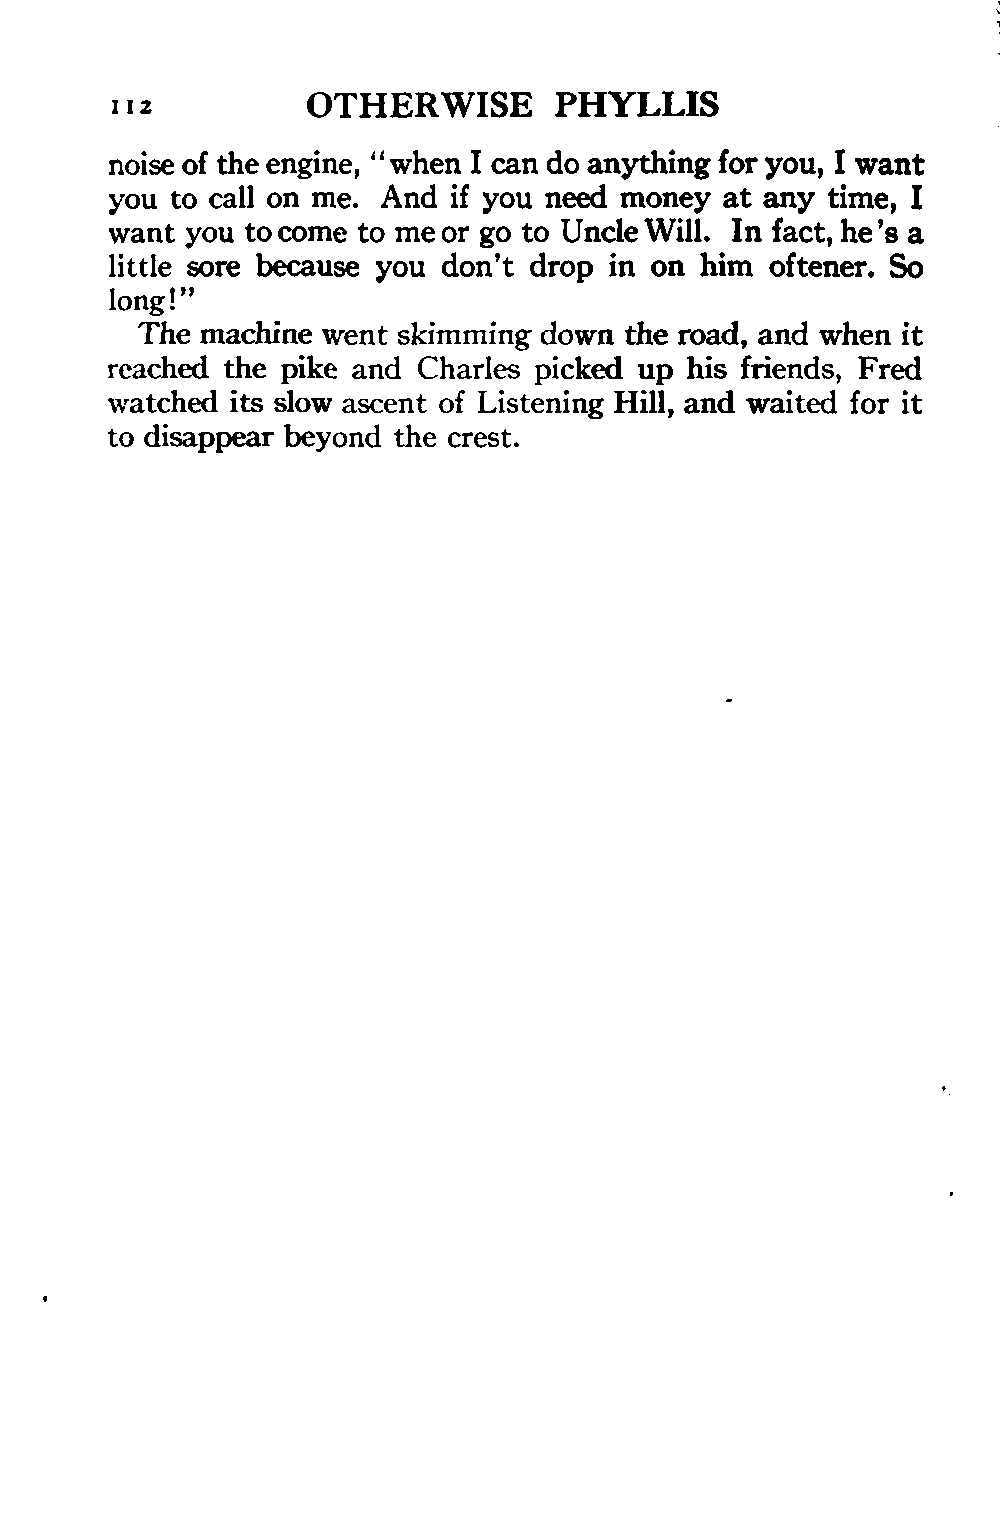 112 OTHERWISE PHYLLIS
noise of the engine, "when I can do anything for you, I want
you to call on me. And if you need money at any time, I
want you to come to me or go to Uncle Will. In fact, he's a
little sore because you don't drop in on him oftener. So
long!"
The machine went skimming down the road, and when it
reached the pike and Charles picked up his friends, Fred
watched its slow ascent of Listening Hill, and waited for it
to disappear beyond the crest.